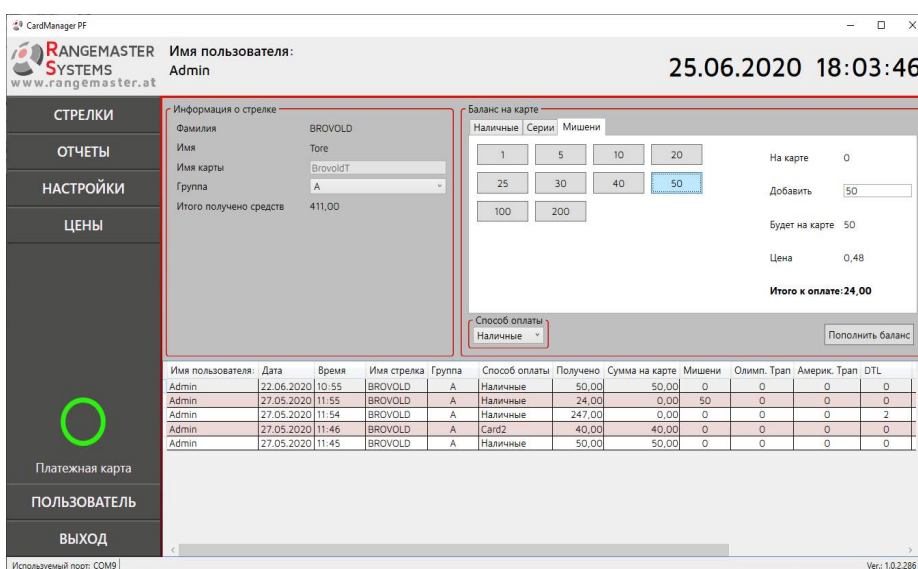 CardManager PF
RANGEMASTER
SYSTEMS
www.rangemaster.at
Имя пользователя:
Admin
25.06.2020 18:03:46
СТРЕЛКИ
ОТЧЕТЫ
НАСТРОЙКИ
ЦЕНЫ
Платежная карта
ПОЛЬЗОВАТЕЛЬ
ВЫХОД
Информация о стрелке
Фамилия BROVOLD
Имя Tore
Имя карты BrovoldT
Группа A
Итого получено средств 411,00
Баланс на карте
Наличные Серии Мишени
1 5 10 20
25 30 40 50
100 200
На карте 0
Добавить 50
Будет на карте 50
Цена 0,48
Итого к оплате:24,00
Способ оплаты
Наличные
Пополнить баланс
Имя пользователя: Дата Время Имя стрелка Группа Способ оплаты Получено Сумма на карте Мишени Олимп. Трап Америк. Трап DTL
Admin 22.06.2020 10:55 BROVOLD A Наличные 50,00 50,00 0 0 0 0
Admin 27.05.2020 11:55 BROVOLD A Наличные 24,00 0,00 50 0 0 0
Admin 27.05.2020 11:54 BROVOLD A Наличные 247,00 0,00 0 0 0 2
Admin 27.05.2020 11:46 BROVOLD A Card2 40,00 40,00 0 0 0 0
Admin 27.05.2020 11:45 BROVOLD A Наличные 50,00 50,00 0 0 0 0
Используемый порт: COM9
Ver.: 1.0.2.286